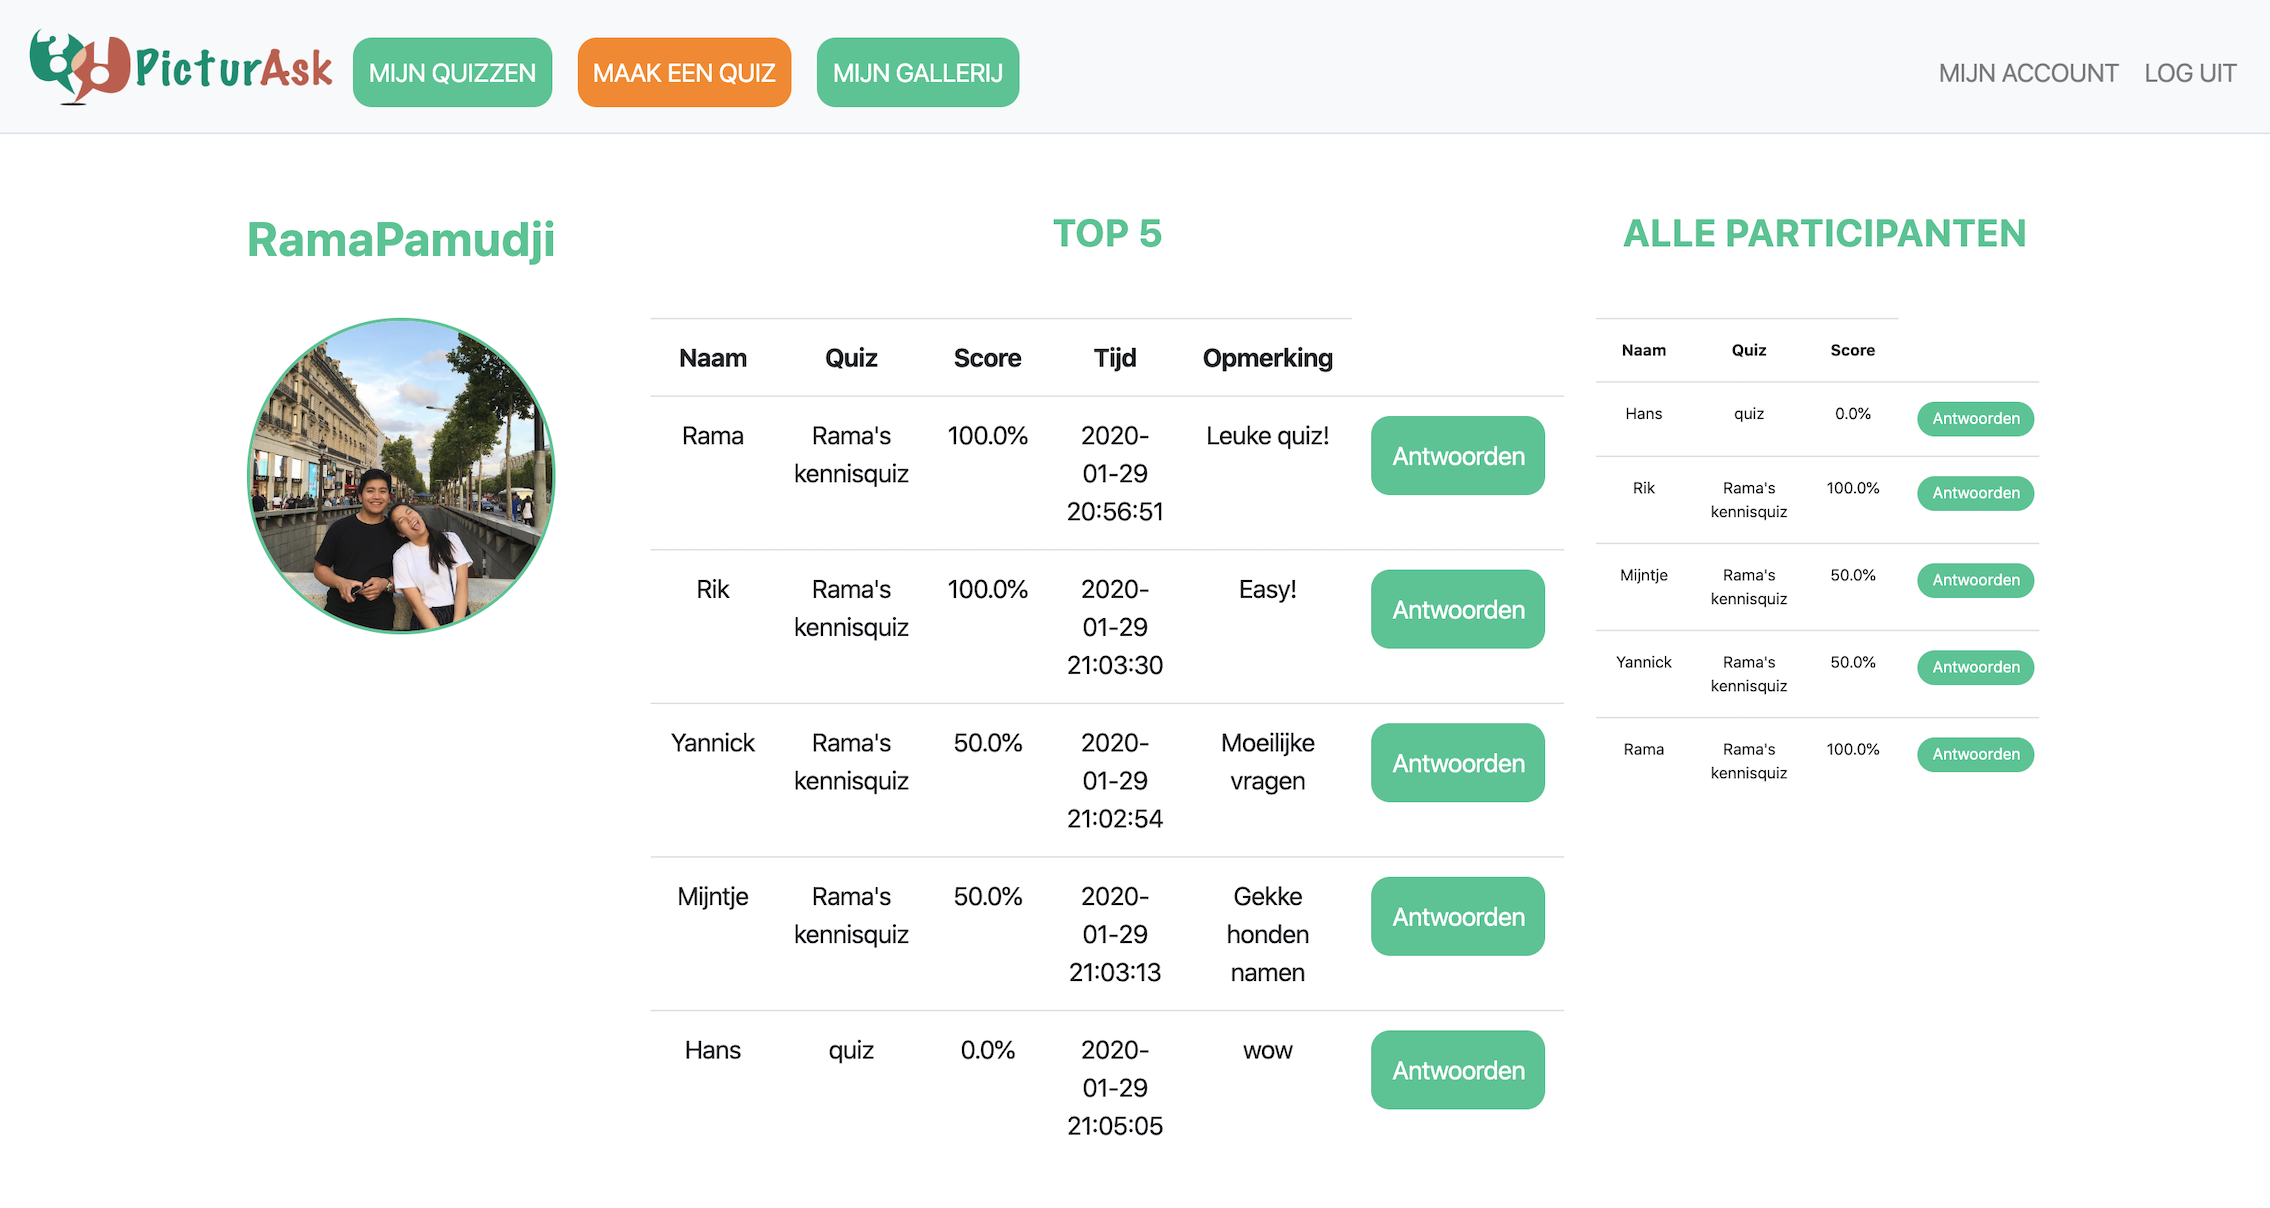 PicturAsk
MIJN QUIZZEN
MAAK EEN QUIZ
MIJN GALLERIJ
MIJN ACCOUNT
LOG UIT
RamaPamudji
TOP 5
Naam Quiz Score Tijd Opmerking
Rama Rama's 100.0% 2020- Leuke quiz! Antwoorden
kennisquiz 01-29
20:56:51
Rik Rama's 100.0% 2020- Easy! Antwoorden
kennisquiz 01-29
21:03:30
Yannick Rama's 50.0% 2020- Moeilijke Antwoorden
kennisquiz 01-29 vragen
21:02:54
Mijntje Rama's 50.0% 2020- Gekke Antwoorden
kennisquiz 01-29 honden
21:03:13 namen
Hans quiz 0.0% 2020- wow Antwoorden
01-29
21:05:05
ALLE PARTICIPANTEN
Naam Quiz Score
Hans quiz 0.0% Antwoorden
Rik Rama's 100.0% Antwoorden
kennisquiz
Mijntje Rama's 50.0% Antwoorden
kennisquiz
Yannick Rama's 50.0% Antwoorden
kennisquiz
Rama Rama's 100.0% Antwoorden
kennisquiz